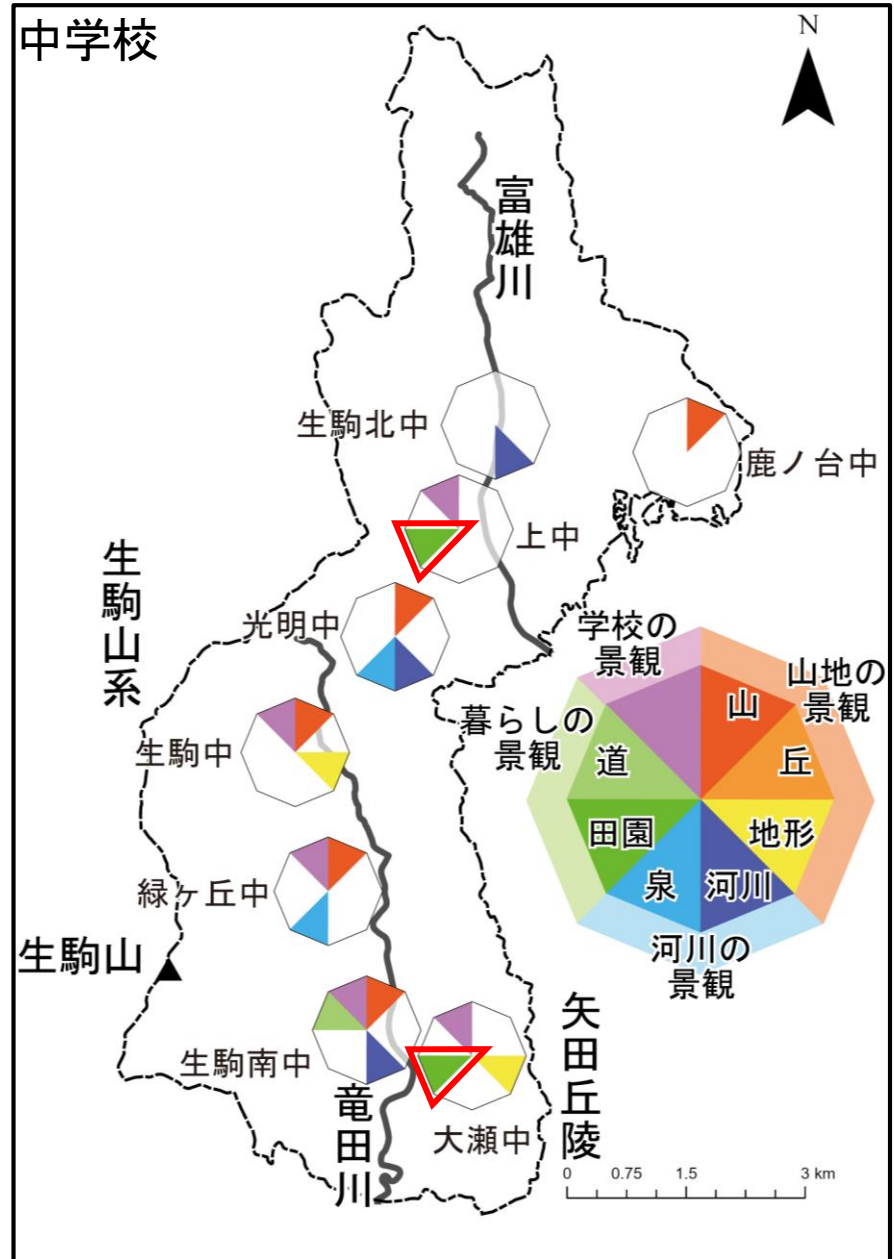 中学校
N
富雄川
生駒北中
鹿ノ台中
上中
生駒山系
光明中
学校の
景観
山地の
景観
暮らしの
景観
山
丘
道
地形
田園
泉
河川
河川の
景観
生駒中
緑ヶ丘中
生駒山
生駒南中
矢田丘陵
竜田川
大瀬中
0 0.75 1.5 3 km